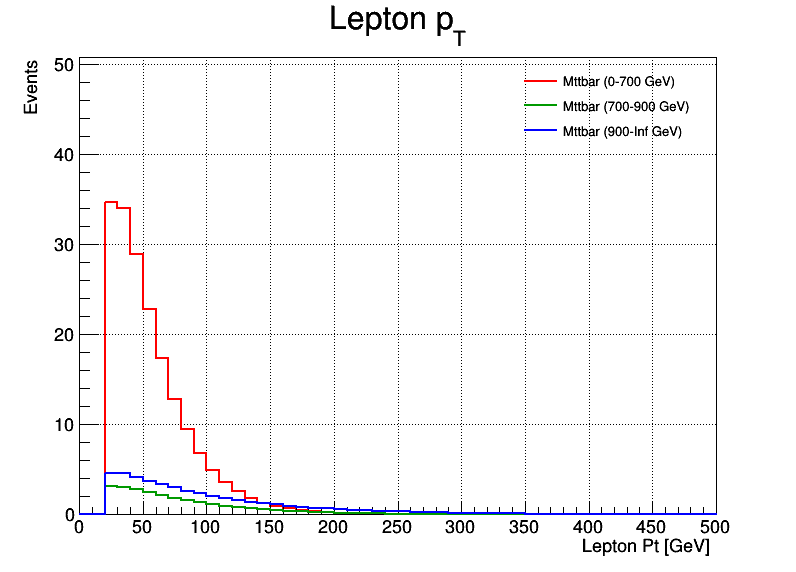 Lepton pT
Events
50
40
30
20
10
0
Mttbar (0-700 GeV)
Mttbar (700-900 GeV)
Mttbar (900-Inf GeV)
0 50 100 150 200 250 300 350 400 450 500
Lepton Pt [GeV]